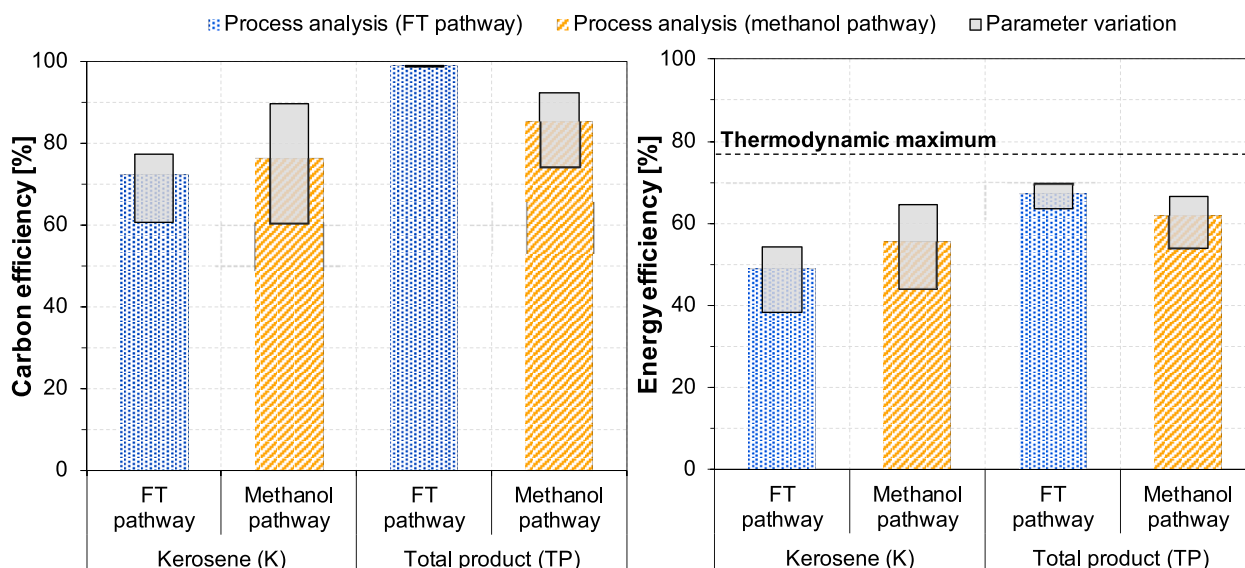 Process analysis (FT pathway) Process analysis (methanol pathway) Parameter variation
Carbon efficiency [%]
100
80
60
40
20
0
FT pathway
Methanol pathway
FT pathway
Methanol pathway
Kerosene (K)
Total product (TP)
Energy efficiency [%]
100
80
60
40
20
0
Thermodynamic maximum
FT pathway
Methanol pathway
FT pathway
Methanol pathway
Kerosene (K)
Total product (TP)